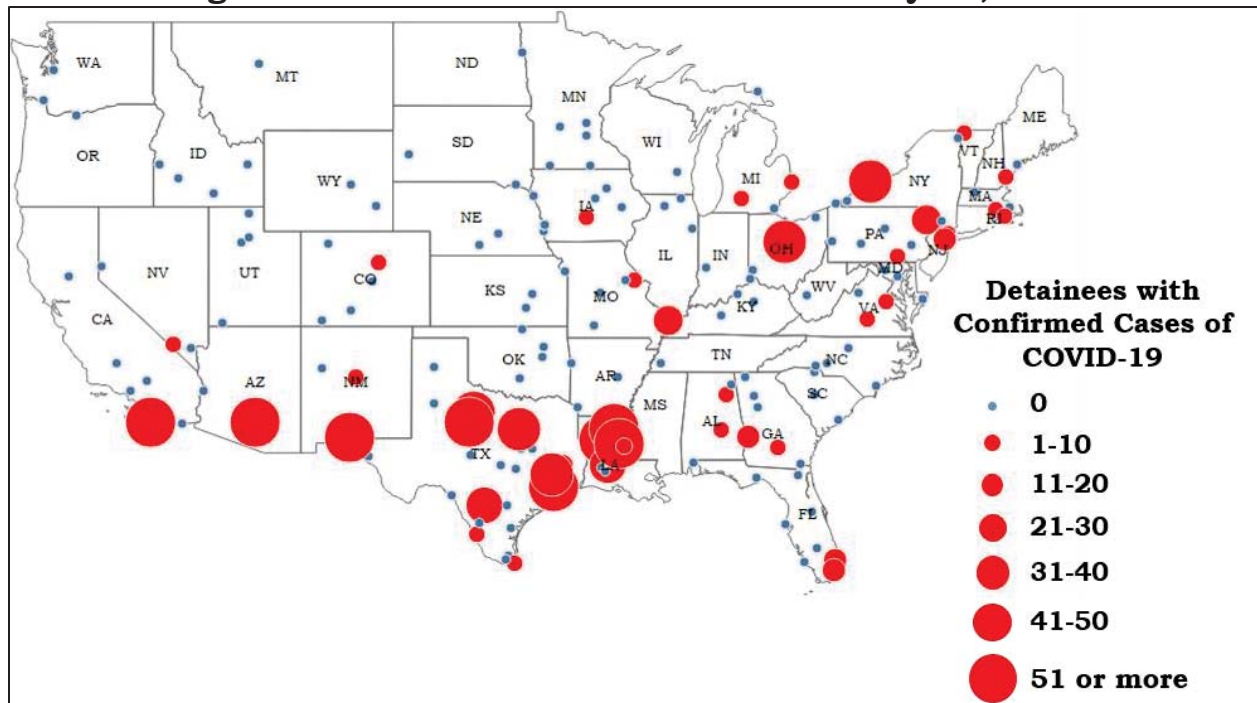 WA
MT
ND
MN
ME
OR
ID
SD
WI
VT
NH
WY
MI
NY
MA
RI
IA
NE
PA
NJ
OH
NV
UT
CO
IL
IN
MD
WV
KS
MO
KY
VA
CA
TN
NC
OK
AR
AZ
NM
SC
MS
AL
GA
TX
LA
FL
Detainees with
Confirmed Cases of
COVID-19
0
1-10
11-20
21-30
31-40
41-50
51 or more